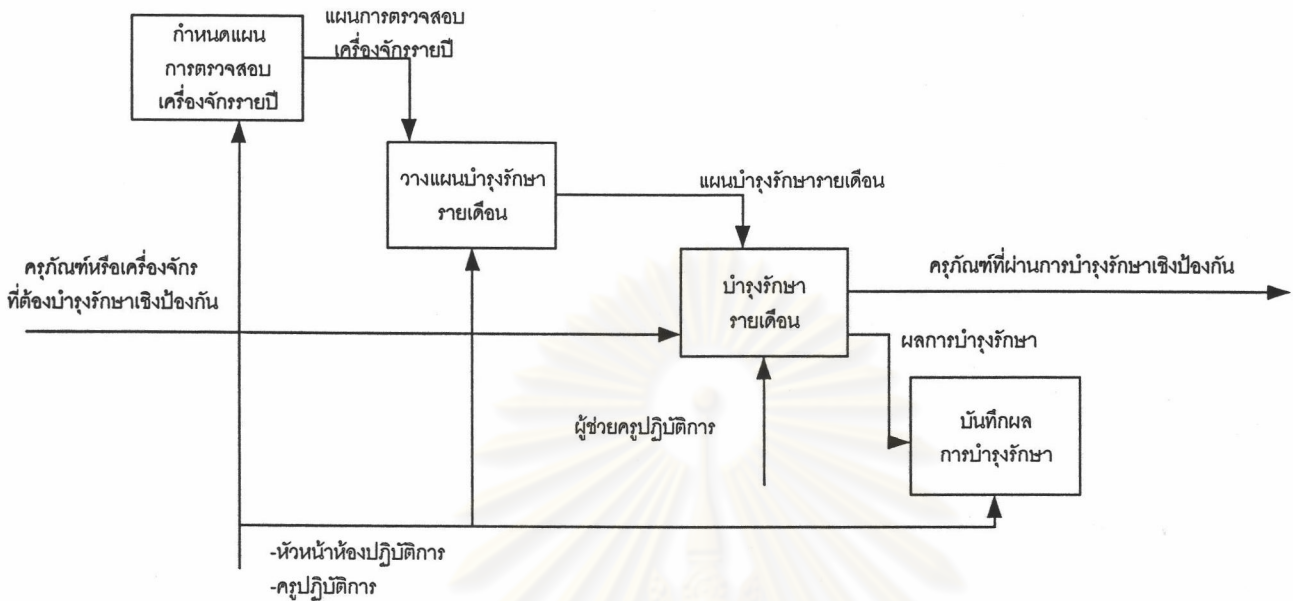 แผนการตรวจสอบ
เครื่องจักรรายปี
กำหนดแผน
การตรวจสอบ
เครื่องจักรรายปี
วางแผนบำรุงรักษา
รายเดือน
แผนบำรุงรักษารายเดือน
ครุภัณฑ์หรือเครื่องจักร
ที่ต้องบำรุงรักษาเชิงป้องกัน
บำรุงรักษา
รายเดือน
ครุภัณฑ์ที่ผ่านการบำรุงรักษาเชิงป้องกัน
ผลการบำรุงรักษา
ผู้ช่วยครูปฏิบัติการ
บันทึกผล
การบำรุงรักษา
-หัวหน้าห้องปฏิบัติการ
-ครูปฏิบัติการ